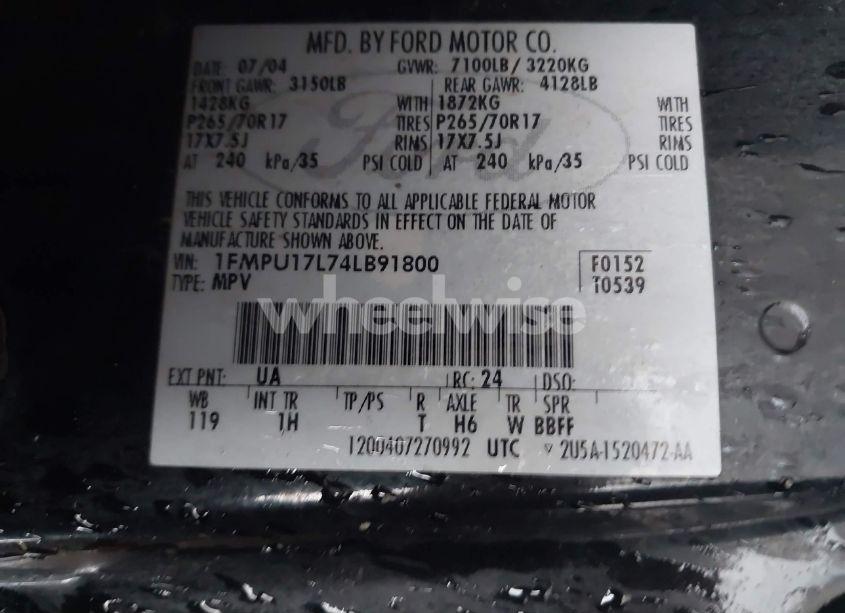 MFD. BY FORD MOTOR CO.
DATE: 07/04 GVWR: 7100LB/ 3220KG
FRONT GAWR: 3150LB REAR GAWR: 4128LB
1428KG WITH 1872KG WITH
P265/70R17 TIRES P265/70R17 TIRES
17X7.5J RIMS 17X7.5J RIMS
AT 240 kPa/35 PSI COLD AT 240 kPa/35 PSI COLD
Ford
THIS VEHICLE CONFORMS TO ALL APPLICABLE FEDERAL MOTOR
VEHICLE SAFETY STANDARDS IN EFFECT ON THE DATE OF
MANUFACTURE SHOWN ABOVE.
VIN: 1FMPU17L74LB91800 F0152
TYPE: MPV T0539
wheelwise
EXT PNT: UA RC: 24 DSO:
WB INT TR TP/PS R AXLE TR SPR
119 1H T H6 W BBFF
1200407270992 UTC ▽ 2U5A-1520472-AA